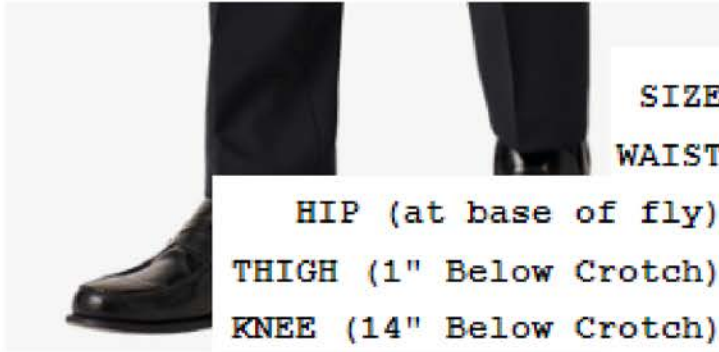 SIZE
WAIST
HIP (at base of fly)
THIGH (1" Below Crotch)
KNEE (14" Below Crotch)